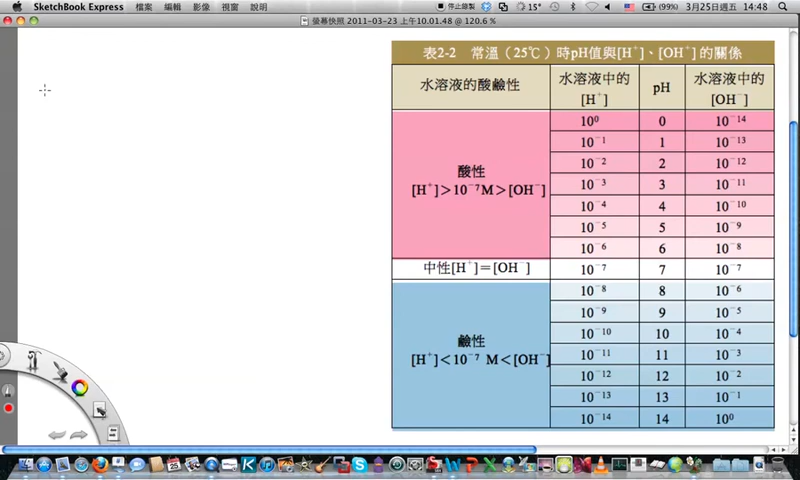 SketchBook Express 檔案 編輯 影像 視窗 說明 停止錄製 15° (99%) 3月25日週五 14:48
螢幕快照 2011-03-23 上午10.01.48 @ 120.6 %
表2-2 常溫(25℃)時pH值與[H⁺]、[OH⁻]的關係
水溶液的酸鹼性 水溶液中的[H⁺] pH 水溶液中的[OH⁻]
10⁰ 0 10⁻¹⁴
10⁻¹ 1 10⁻¹³
10⁻² 2 10⁻¹²
酸性
[H⁺]>10⁻⁷M>[OH⁻] 10⁻³ 3 10⁻¹¹
10⁻⁴ 4 10⁻¹⁰
10⁻⁵ 5 10⁻⁹
10⁻⁶ 6 10⁻⁸
中性[H⁺]=[OH⁻] 10⁻⁷ 7 10⁻⁷
10⁻⁸ 8 10⁻⁶
10⁻⁹ 9 10⁻⁵
鹼性
10⁻¹⁰ 10 10⁻⁴
[H⁺]<10⁻⁷ M<[OH⁻] 10⁻¹¹ 11 10⁻³
10⁻¹² 12 10⁻²
10⁻¹³ 13 10⁻¹
10⁻¹⁴ 14 10⁰